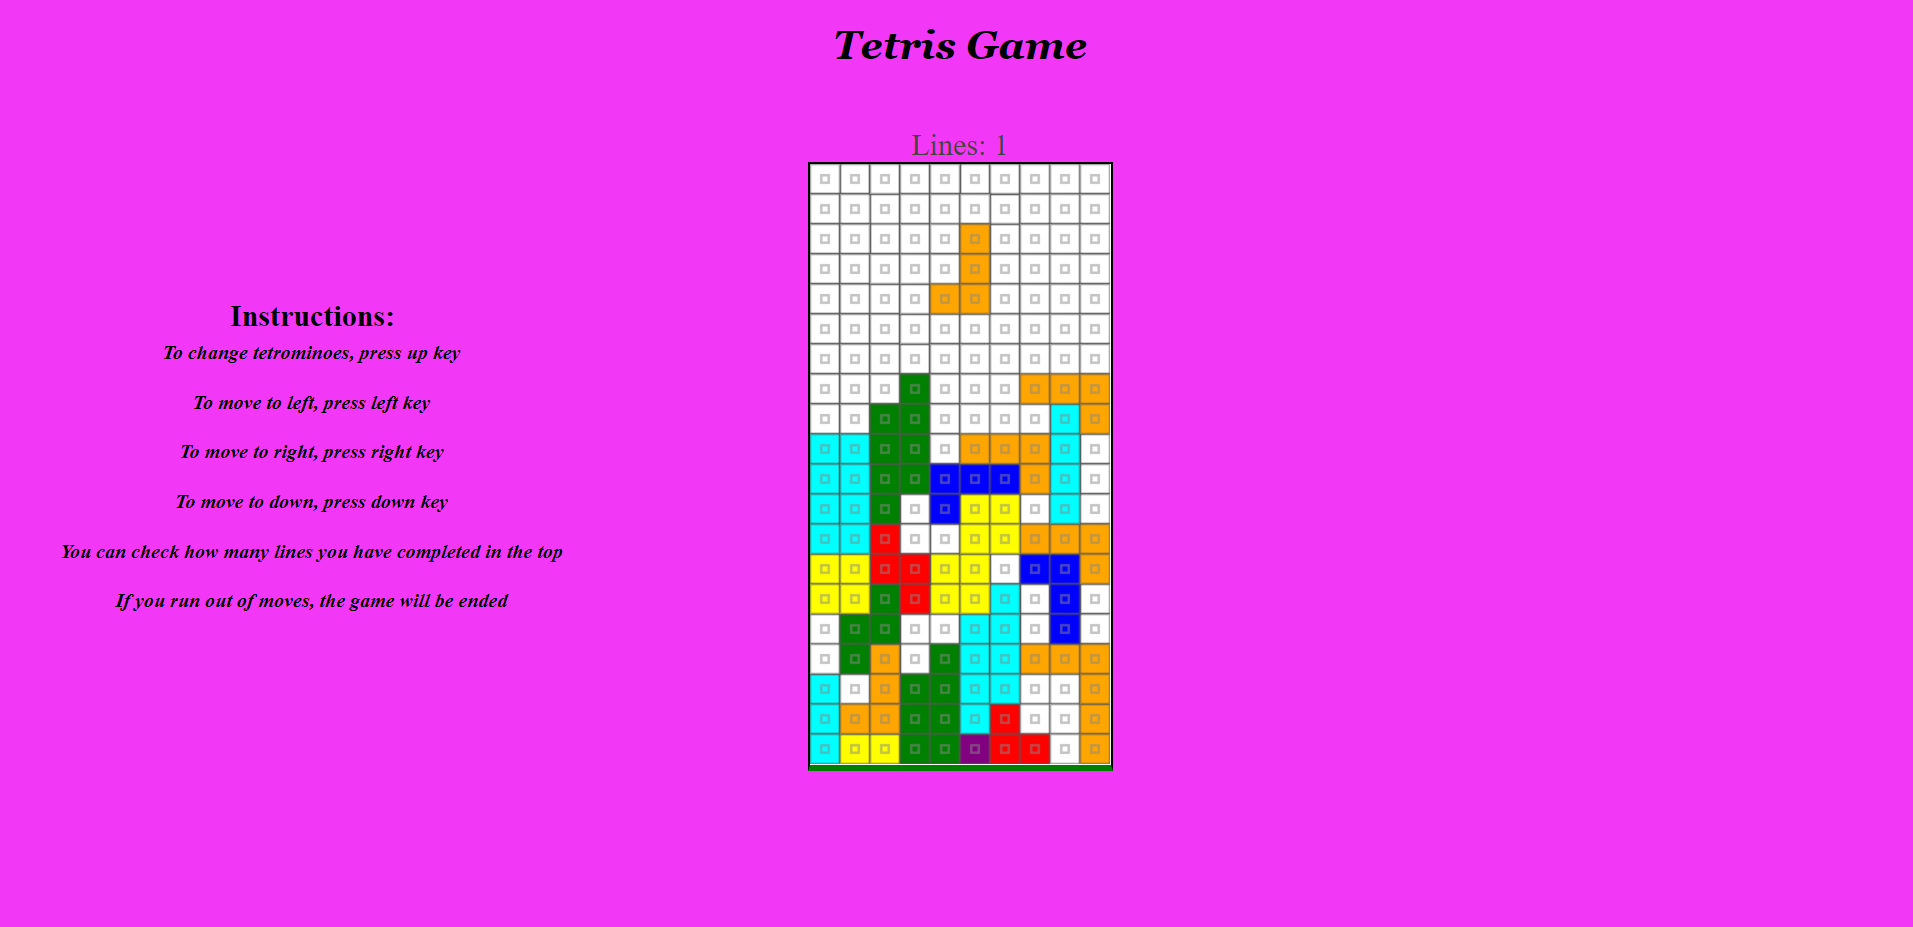 Tetris Game
Lines: 1
Instructions:
To change tetrominoes, press up key
To move to left, press left key
To move to right, press right key
To move to down, press down key
You can check how many lines you have completed in the top
If you run out of moves, the game will be ended